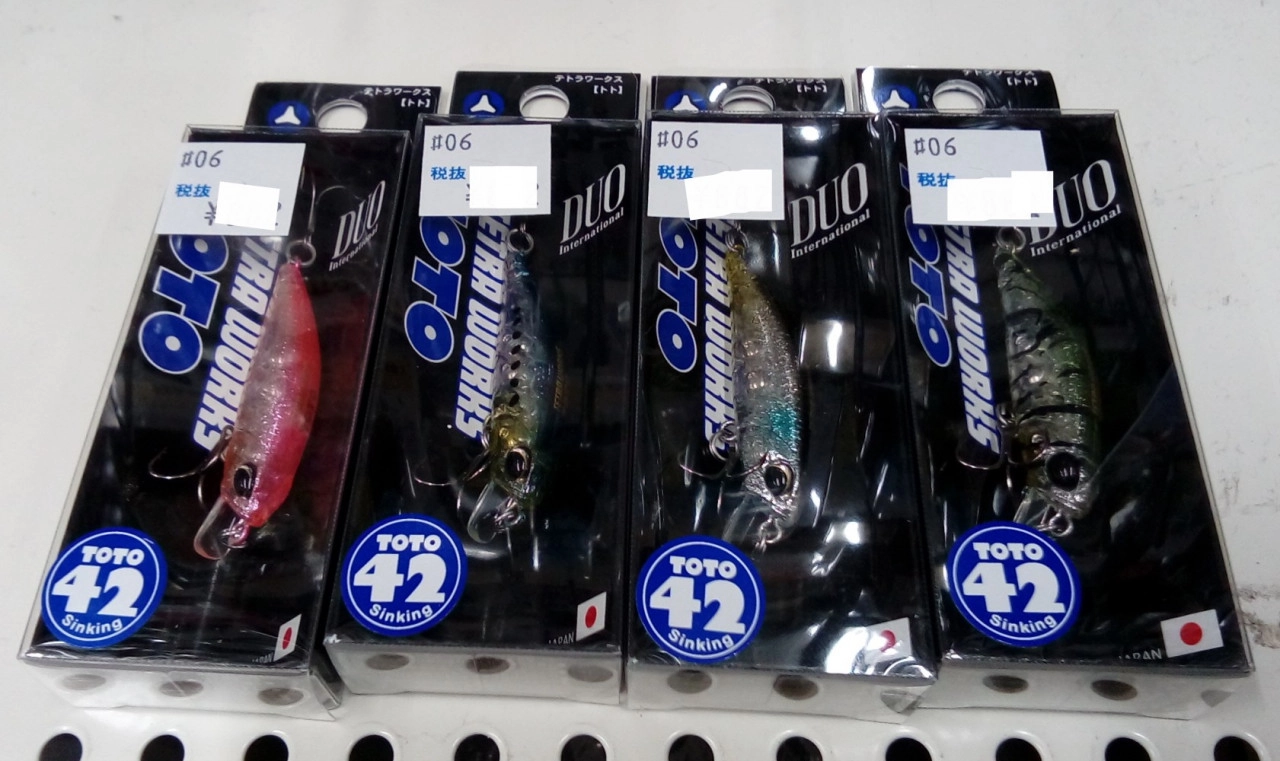 テトラワークス
【トト】
#06
税抜
¥
DUO
International
TETRA WORKS
TOTO
TOTO
42
Sinking
テトラワークス
【トト】
#06
税抜
DUO
International
TETRA WORKS
TOTO
TOTO
42
Sinking
JAPAN
テトラワークス
【トト】
#06
税抜
DUO
International
TETRA WORKS
TOTO
TOTO
42
Sinking
テトラワークス
【トト】
#06
税抜
DUO
International
TETRA WORKS
TOTO
TOTO
42
Sinking
JAPAN